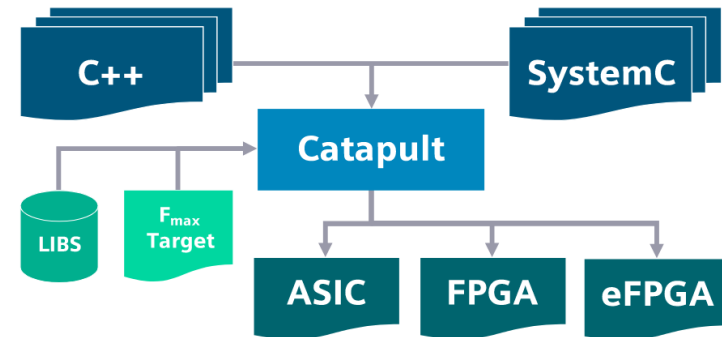 C++
SystemC
Catapult
LIBS
Fmax
Target
ASIC
FPGA
eFPGA